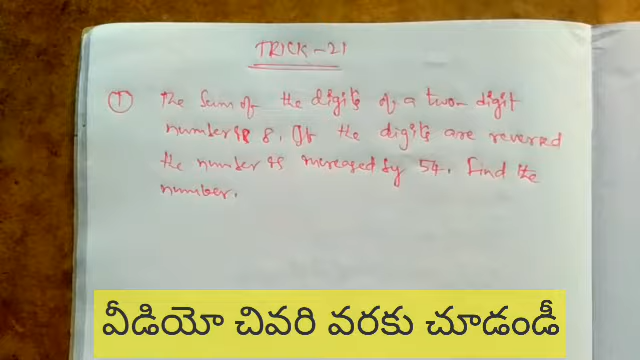 TRICK-21
① The sum of the digits of a two-digit
number is 8. If the digits are reversed
the number is increased by 54. Find the
number.
వీడియో చివరి వరకు చూడండీ